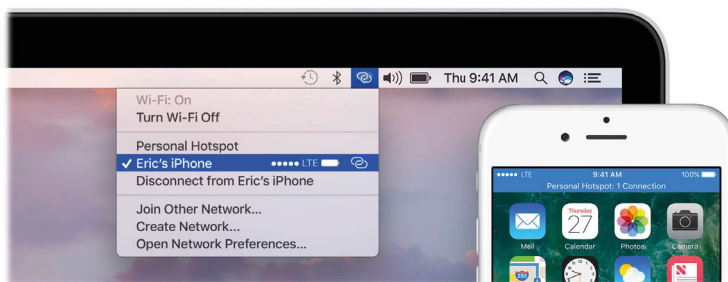 Thu 9:41 AM
Wi-Fi: On
Turn Wi-Fi Off
Personal Hotspot
✓ Eric's iPhone LTE
Disconnect from Eric's iPhone
Join Other Network...
Create Network...
Open Network Preferences...
LTE 9:41 AM 100%
Personal Hotspot: 1 Connection
Thursday
27
Mail Calendar Photos Camera
280